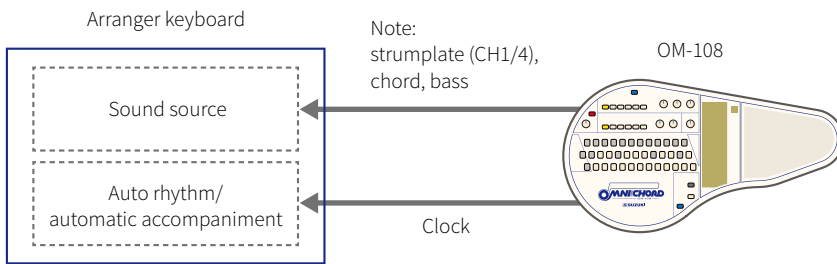 Arranger keyboard
Note:
strumplate (CH1/4),
chord, bass
OM-108
Sound source
Auto rhythm/
automatic accompaniment
Clock
OMNICHORD
SUZUKI